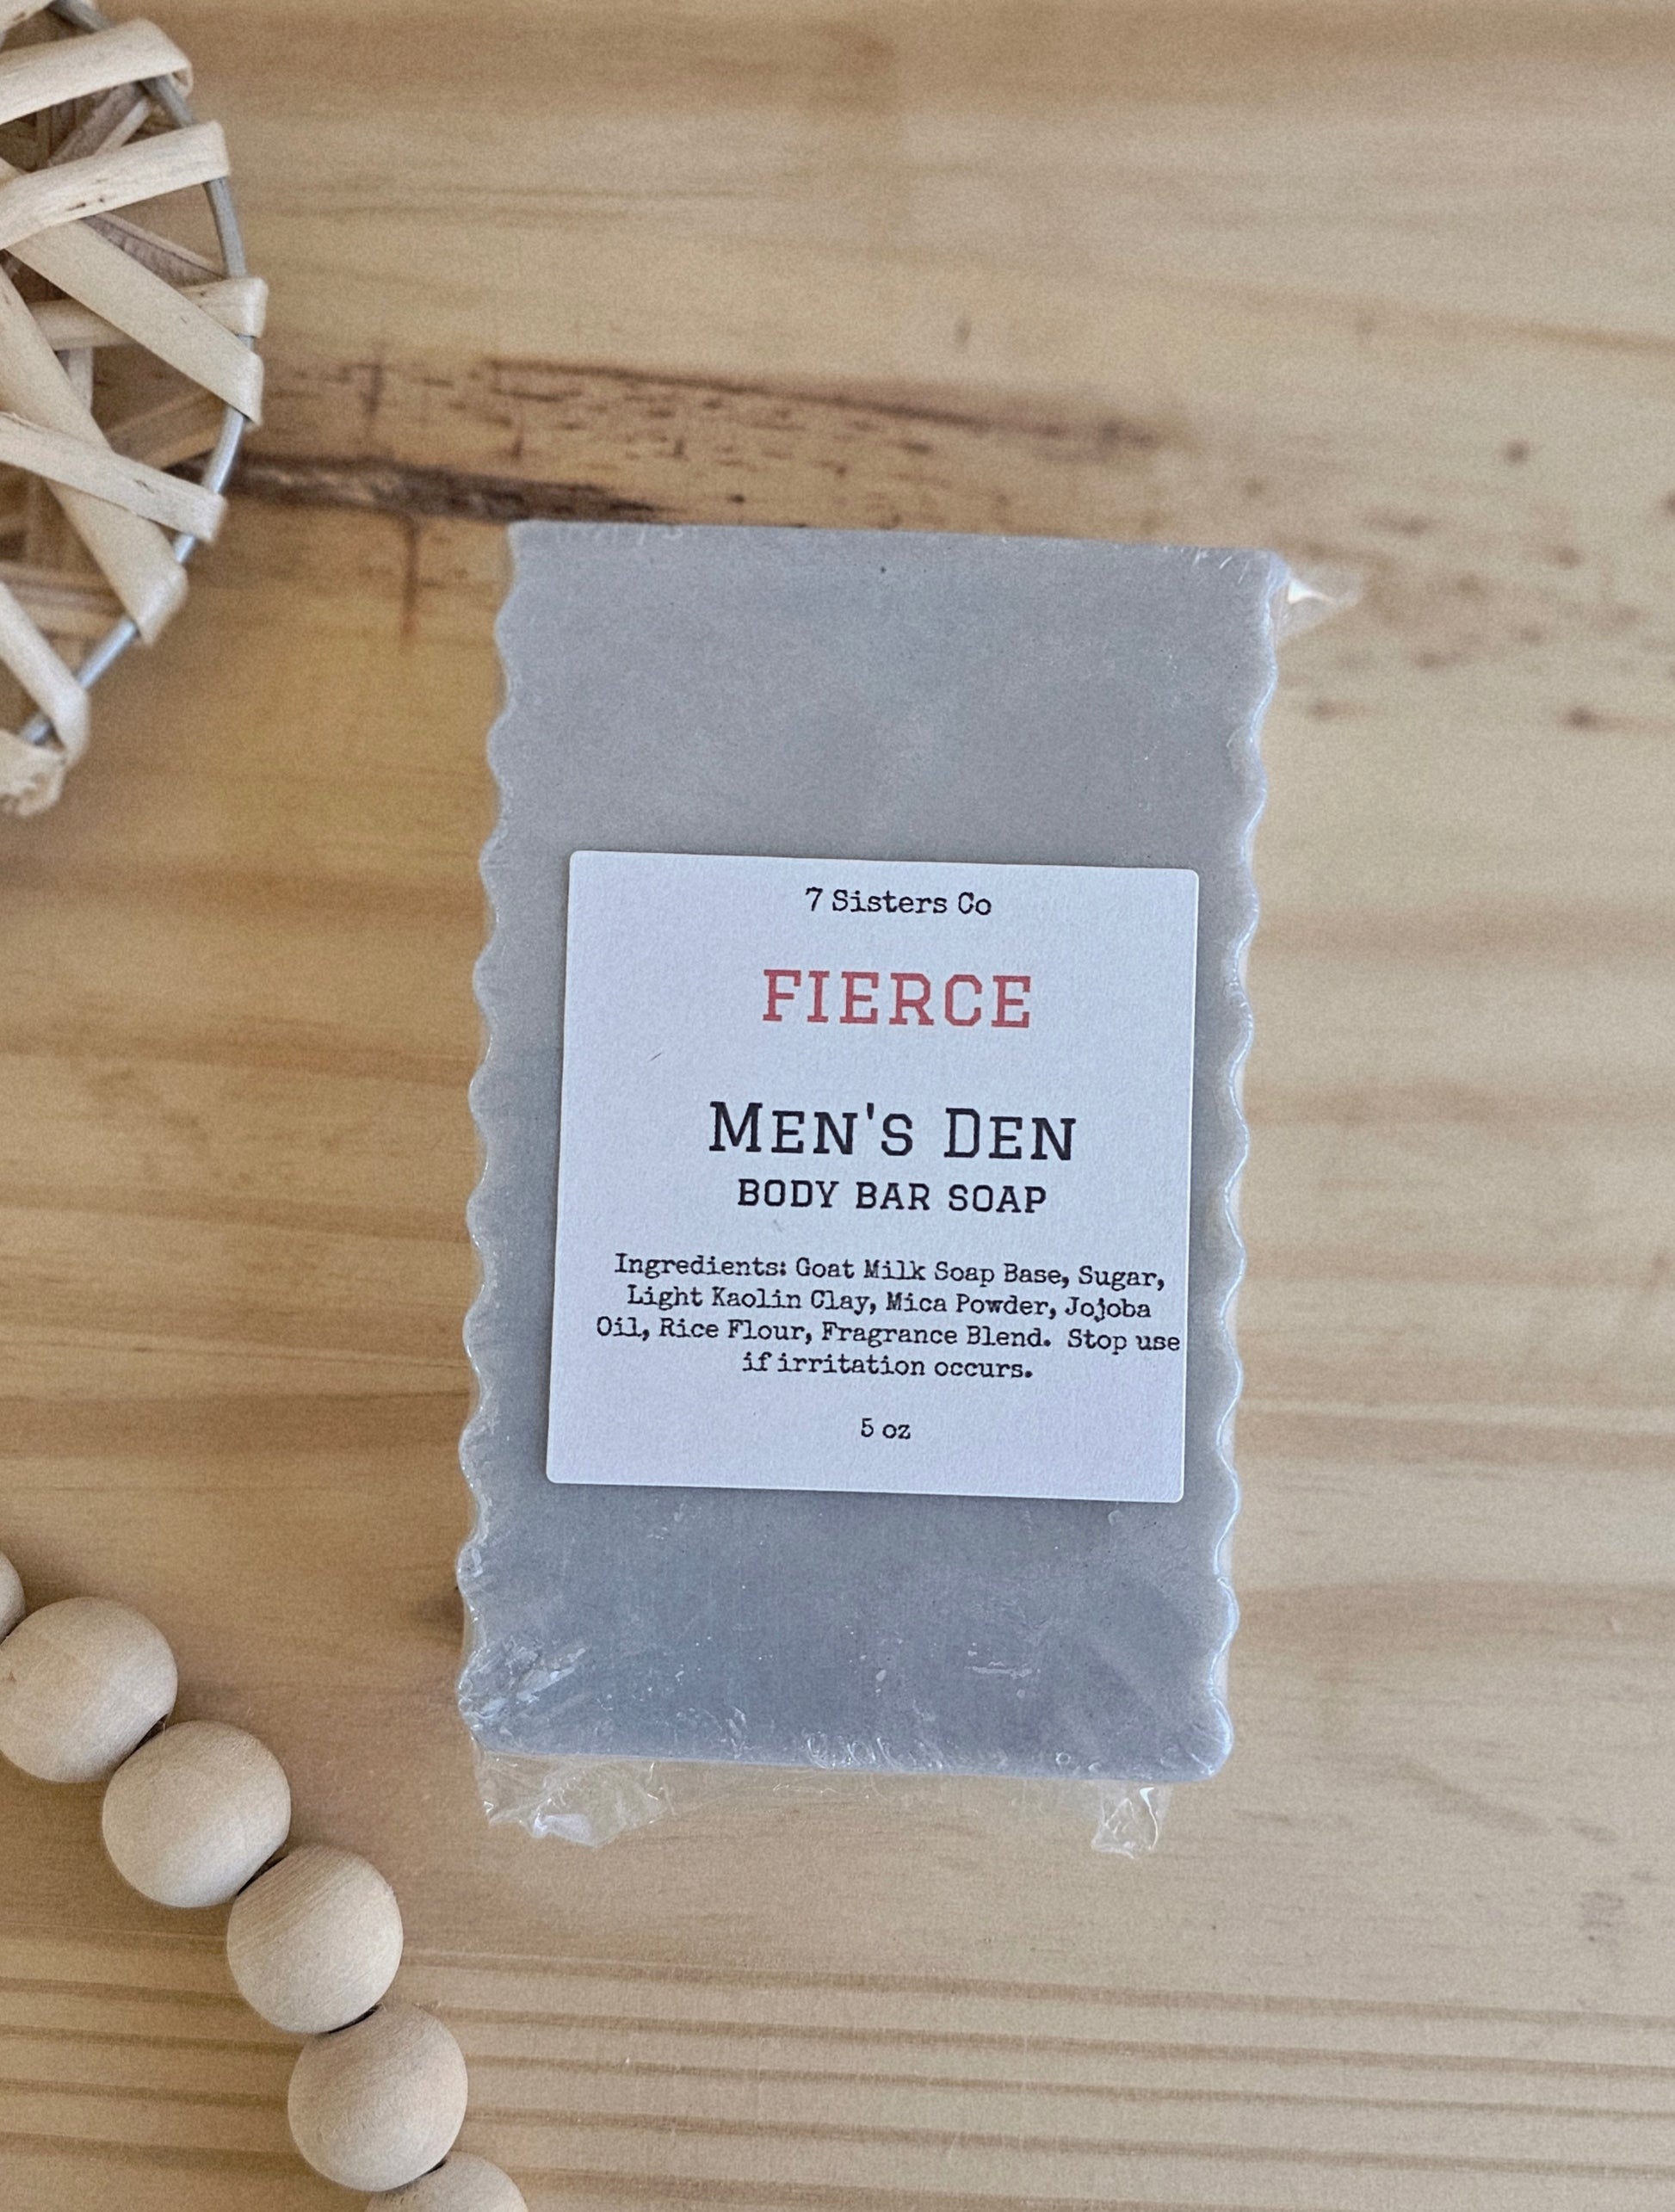 7 Sisters Co
FIERCE
MEN'S DEN
BODY BAR SOAP
Ingredients: Goat Milk Soap Base, Sugar,
Light Kaolin Clay, Mica Powder, Jojoba
Oil, Rice Flour, Fragrance Blend. Stop use
if irritation occurs.
5 oz